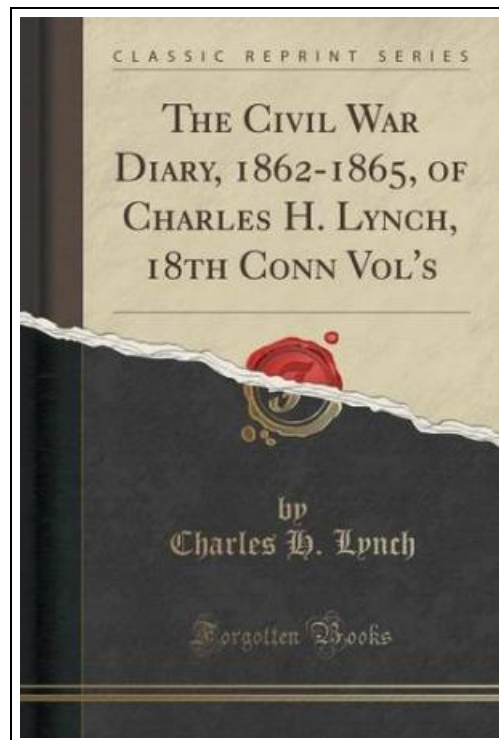 CLASSIC REPRINT SERIES
THE CIVIL WAR
DIARY, 1862-1865, OF
CHARLES H. LYNCH,
18TH CONN VOL'S
by
Charles H. Lynch
Forgotten Books